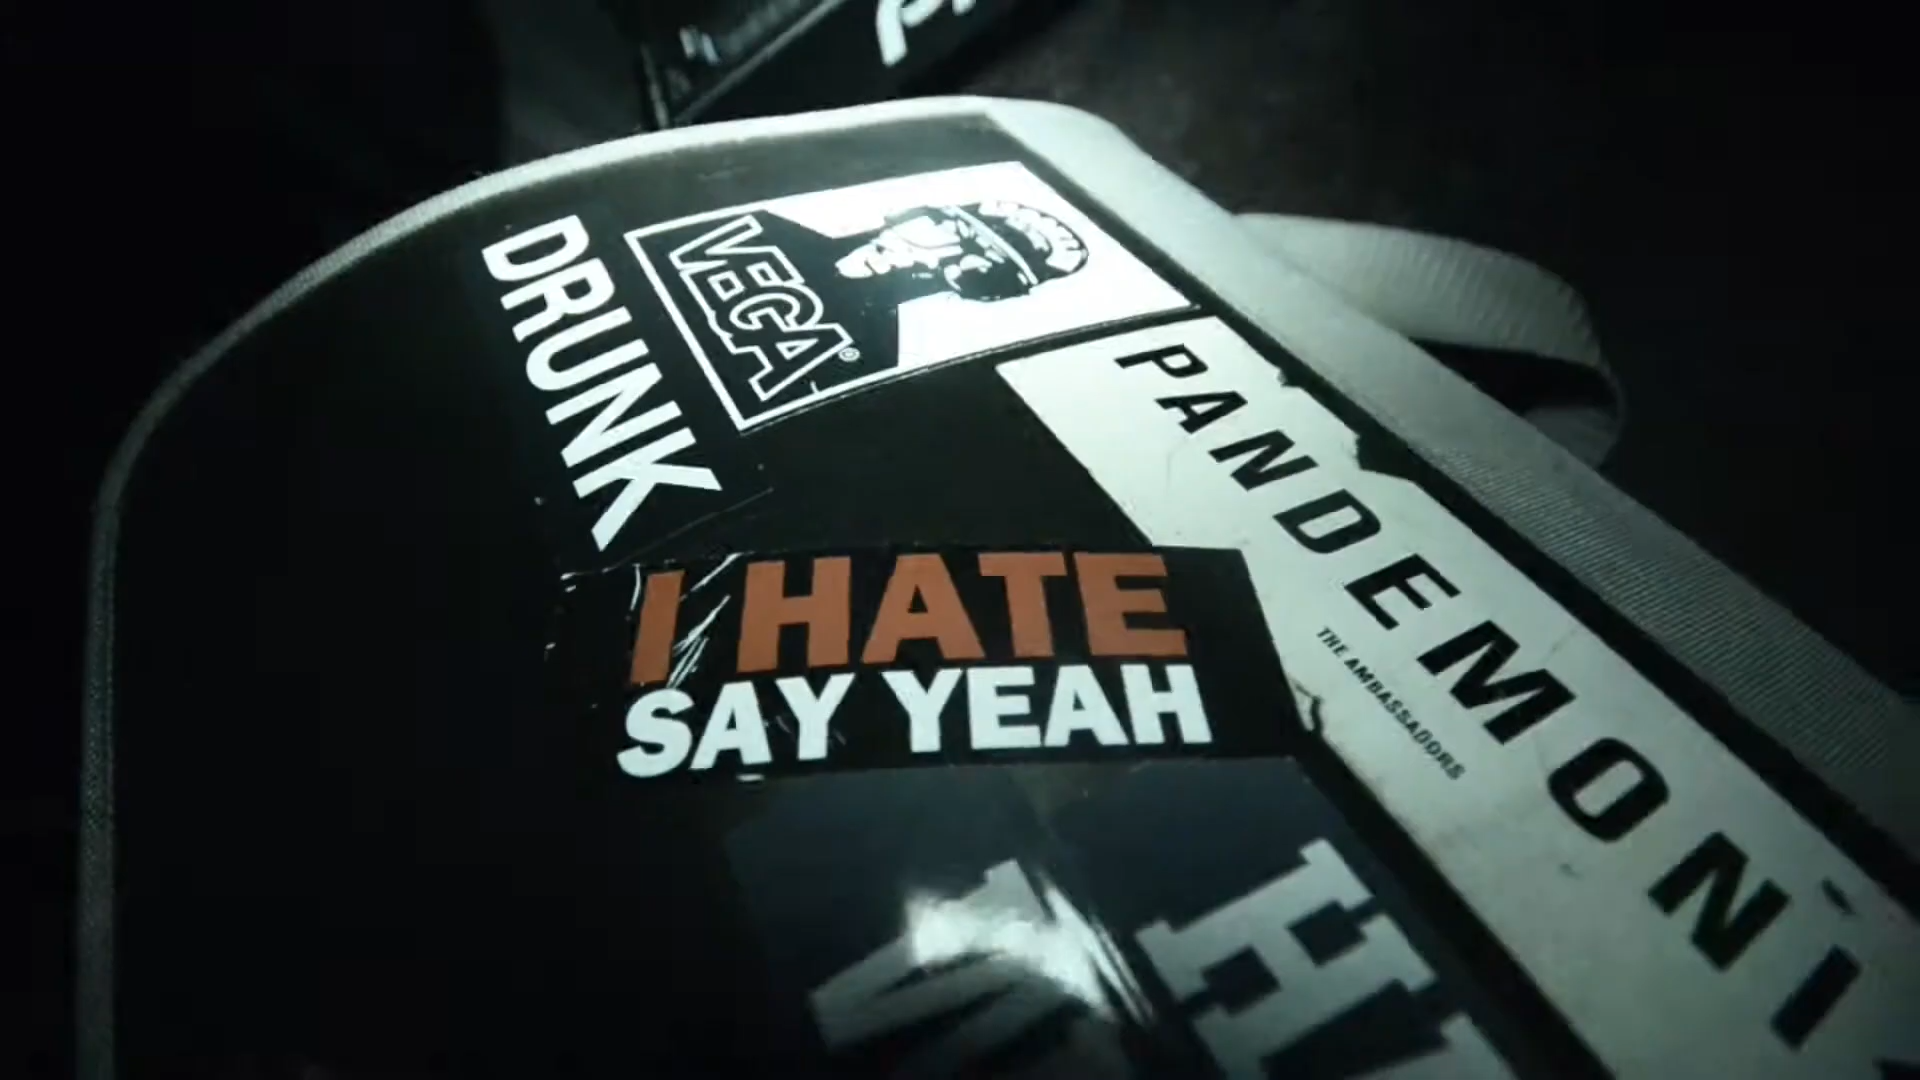 DRUNK
VEGA®
PANDEMONI
THE AMBASSADORS
I HATE
SAY YEAH